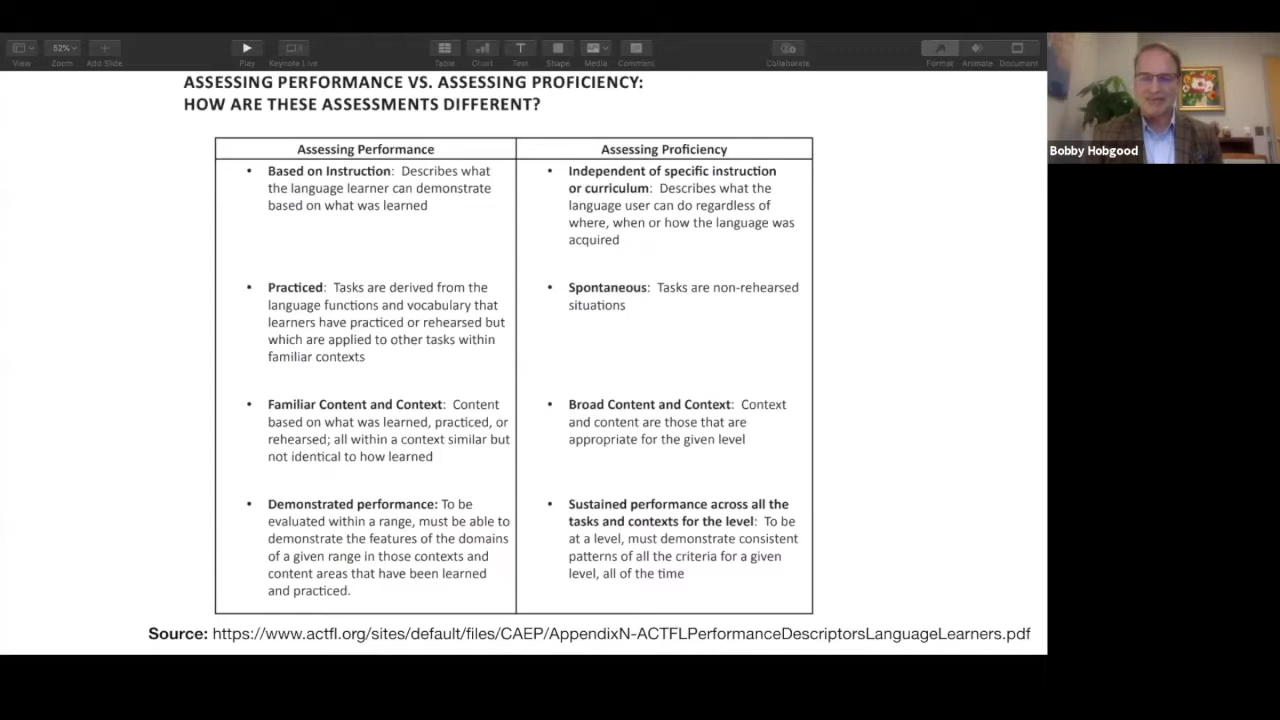 52%
View
Zoom
Add Slide
Play
Keynote Live
Table
Chart
Text
Shape
Media
Comment
Collaborate
Format
Animate
Document
ASSESSING PERFORMANCE VS. ASSESSING PROFICIENCY:
HOW ARE THESE ASSESSMENTS DIFFERENT?
Bobby Hobgood
Assessing Performance
Assessing Proficiency
• Based on Instruction: Describes what
the language learner can demonstrate
based on what was learned
• Independent of specific instruction
or curriculum: Describes what the
language user can do regardless of
where, when or how the language was
acquired
• Practiced: Tasks are derived from the
language functions and vocabulary that
learners have practiced or rehearsed but
which are applied to other tasks within
familiar contexts
• Spontaneous: Tasks are non-rehearsed
situations
• Familiar Content and Context: Content
based on what was learned, practiced, or
rehearsed; all within a context similar but
not identical to how learned
• Broad Content and Context: Context
and content are those that are
appropriate for the given level
• Demonstrated performance: To be
evaluated within a range, must be able to
demonstrate the features of the domains
of a given range in those contexts and
content areas that have been learned
and practiced.
• Sustained performance across all the
tasks and contexts for the level: To be
at a level, must demonstrate consistent
patterns of all the criteria for a given
level, all of the time
Source: https://www.actfl.org/sites/default/files/CAEP/AppendixN-ACTFLPerformanceDescriptorsLanguageLearners.pdf